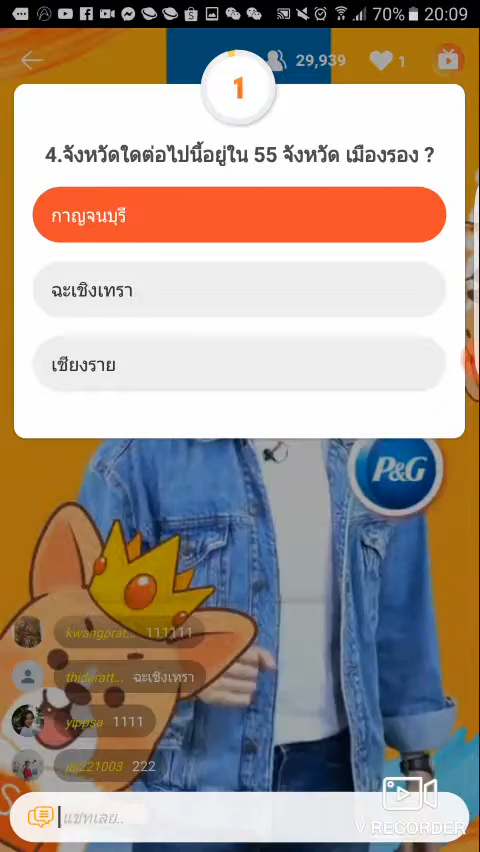 70% 20:09
29,939
1
1
4.จังหวัดใดต่อไปนี้อยู่ใน 55 จังหวัด เมืองรอง ?
กาญจนบุรี
ฉะเชิงเทรา
เชียงราย
P&G
kwangprat... 111111
thidaratt... ฉะเชิงเทรา
yippsa 1111
jiji221003 222
แชทเลย..
V RECORDER